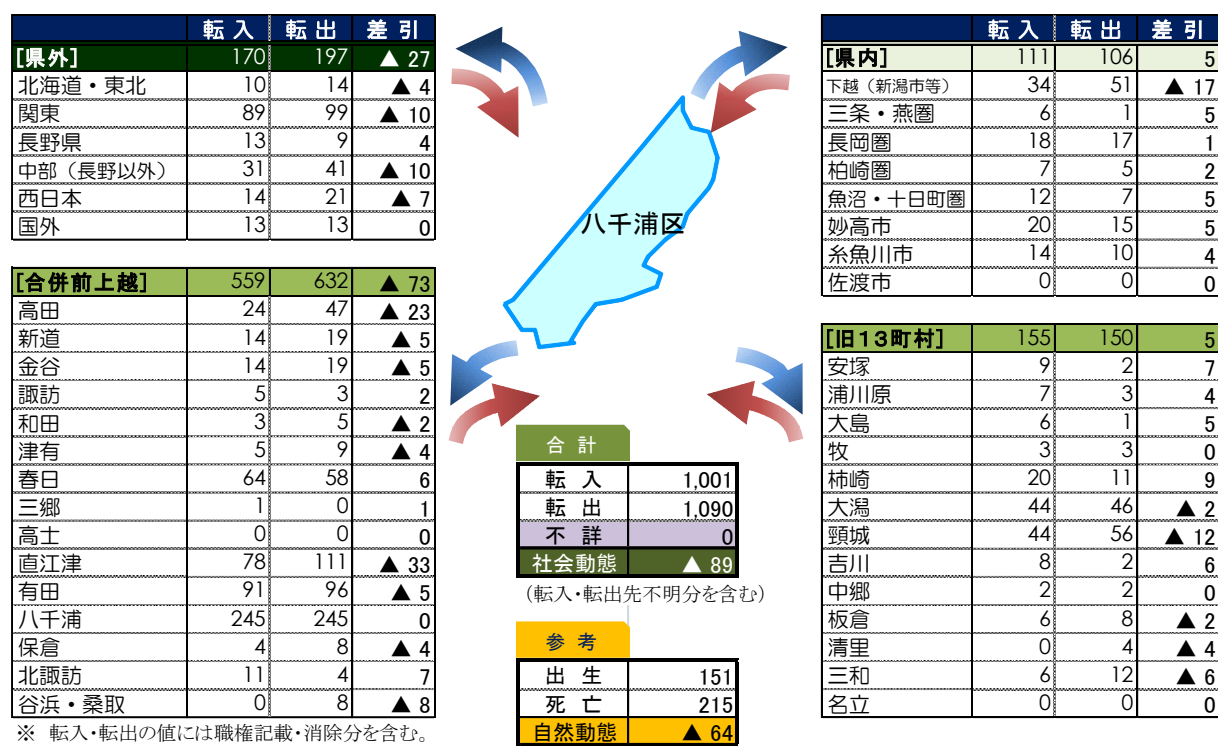 転 入 転 出 差 引
[県外] 170 197 ▲ 27
北海道・東北 10 14 ▲ 4
関東 89 99 ▲ 10
長野県 13 9 4
中部（長野以外） 31 41 ▲ 10
西日本 14 21 ▲ 7
国外 13 13 0
[合併前上越] 559 632 ▲ 73
高田 24 47 ▲ 23
新道 14 19 ▲ 5
金谷 14 19 ▲ 5
諏訪 5 3 2
和田 3 5 ▲ 2
津有 5 9 ▲ 4
春日 64 58 6
三郷 1 0 1
高士 0 0 0
直江津 78 111 ▲ 33
有田 91 96 ▲ 5
八千浦 245 245 0
保倉 4 8 ▲ 4
北諏訪 11 4 7
谷浜・桑取 0 8 ▲ 8
※ 転入・転出の値には職権記載・消除分を含む。
八千浦区
合 計
転 入 1,001
転 出 1,090
不 詳 0
社会動態 ▲ 89
（転入・転出先不明分を含む）
参 考
出 生 151
死 亡 215
自然動態 ▲ 64
転 入 転 出 差 引
[県内] 111 106 5
下越（新潟市等） 34 51 ▲ 17
三条・燕圏 6 1 5
長岡圏 18 17 1
柏崎圏 7 5 2
魚沼・十日町圏 12 7 5
妙高市 20 15 5
糸魚川市 14 10 4
佐渡市 0 0 0
[旧13町村] 155 150 5
安塚 9 2 7
浦川原 7 3 4
大島 6 1 5
牧 3 3 0
柿崎 20 11 9
大潟 44 46 ▲ 2
頸城 44 56 ▲ 12
吉川 8 2 6
中郷 2 2 0
板倉 6 8 ▲ 2
清里 0 4 ▲ 4
三和 6 12 ▲ 6
名立 0 0 0